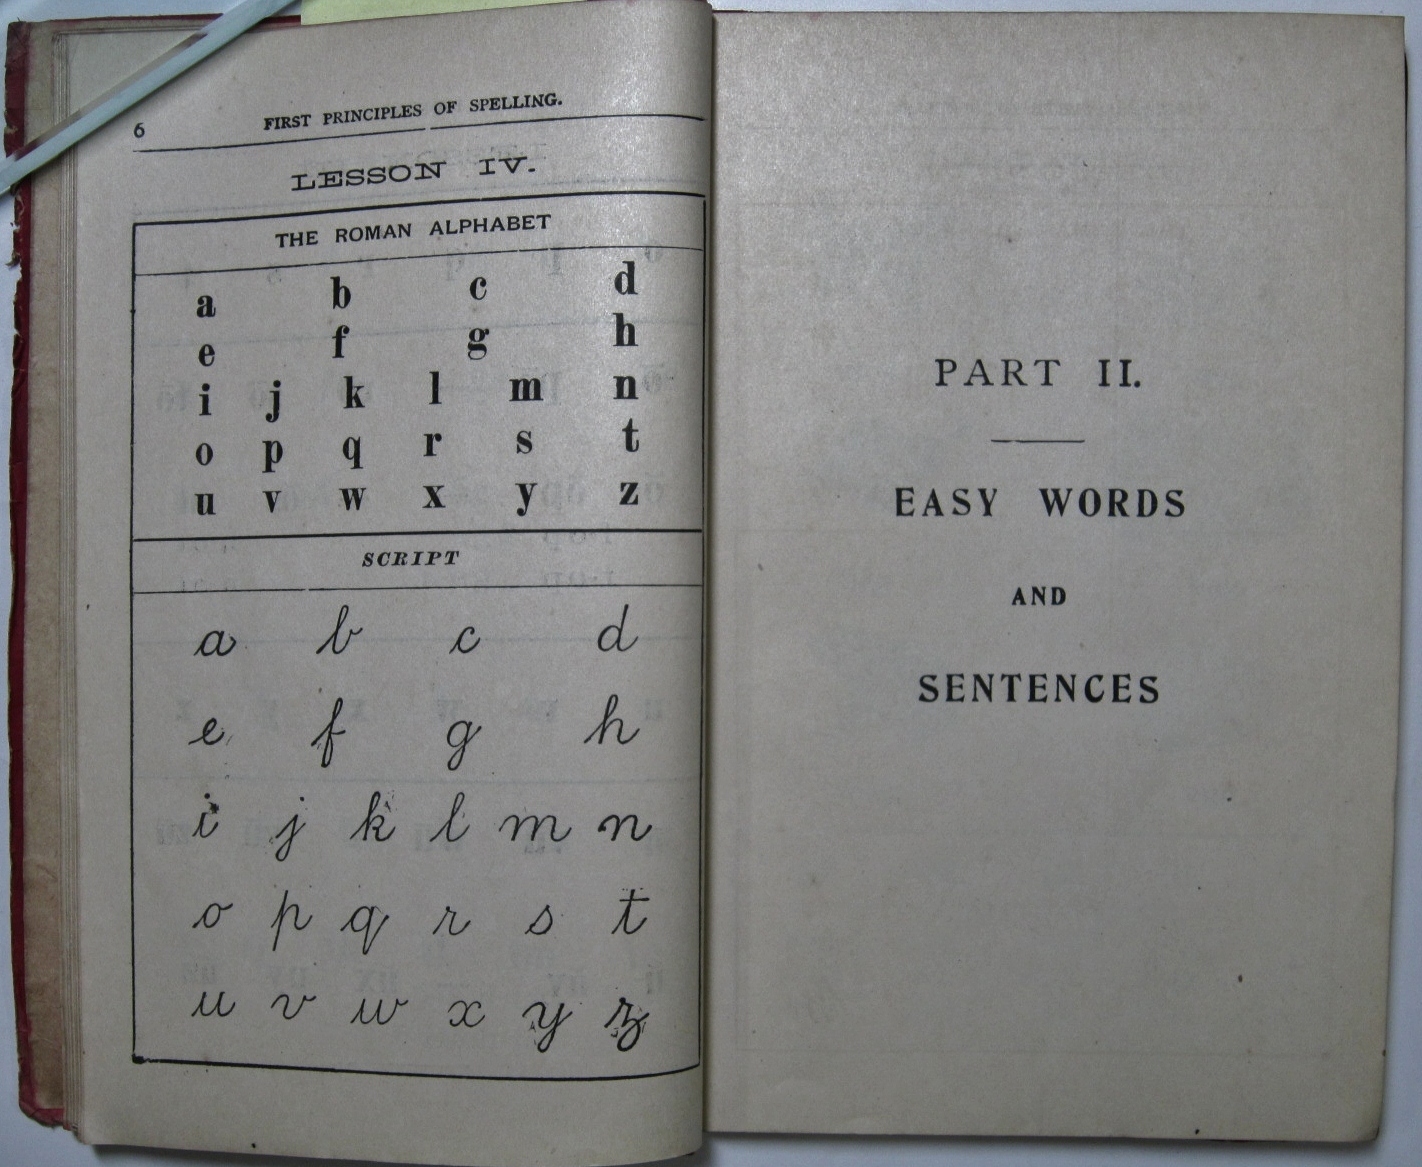 6 FIRST PRINCIPLES OF SPELLING.
LESSON IV.
THE ROMAN ALPHABET
a b c d
e f g h
i j k l m n
o p q r s t
u v w x y z
SCRIPT
a b c d
e f g h
i j k l m n
o p q r s t
u v w x y z
PART II.
EASY WORDS
AND
SENTENCES